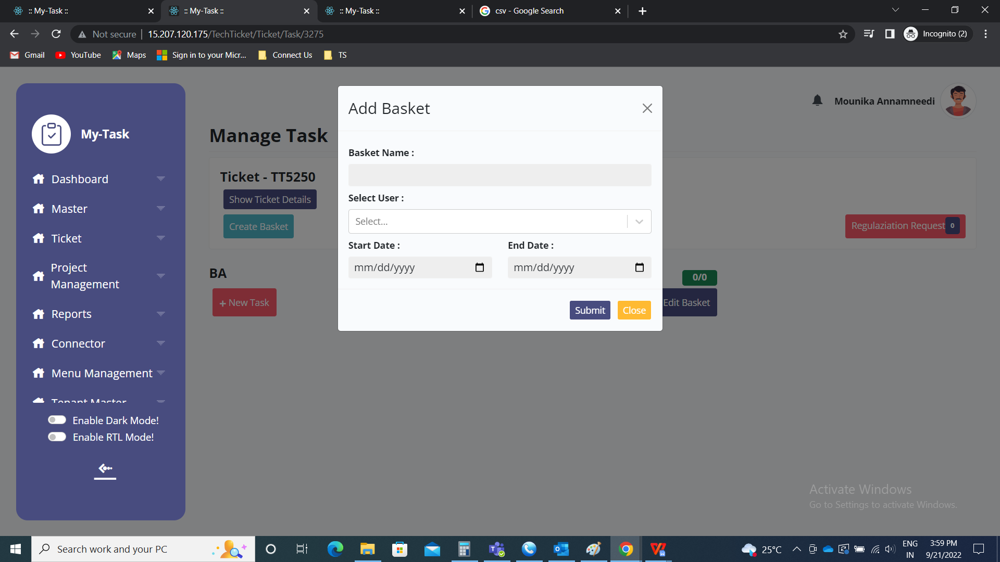 :: My-Task ::
:: My-Task ::
:: My-Task ::
csv - Google Search
Not secure
15.207.120.175/TechTicket/Ticket/Task/3275
Incognito (2)
Gmail
YouTube
Maps
Sign in to your Micr...
Connect Us
TS
My-Task
Dashboard
Master
Ticket
Project
Management
Reports
Connector
Menu Management
Tenant Master
Enable Dark Mode!
Enable RTL Mode!
Mounika Annamneedi
Manage Task
Ticket - TT5250
Show Ticket Details
Create Basket
Regulaziation Request 0
BA
+ New Task
0/0
Edit Basket
Add Basket
Basket Name :
Select User :
Select...
Start Date :
End Date :
mm/dd/yyyy
mm/dd/yyyy
Submit
Close
Activate Windows
Go to Settings to activate Windows.
Search work and your PC
25°C
ENG
IN
3:59 PM
9/21/2022